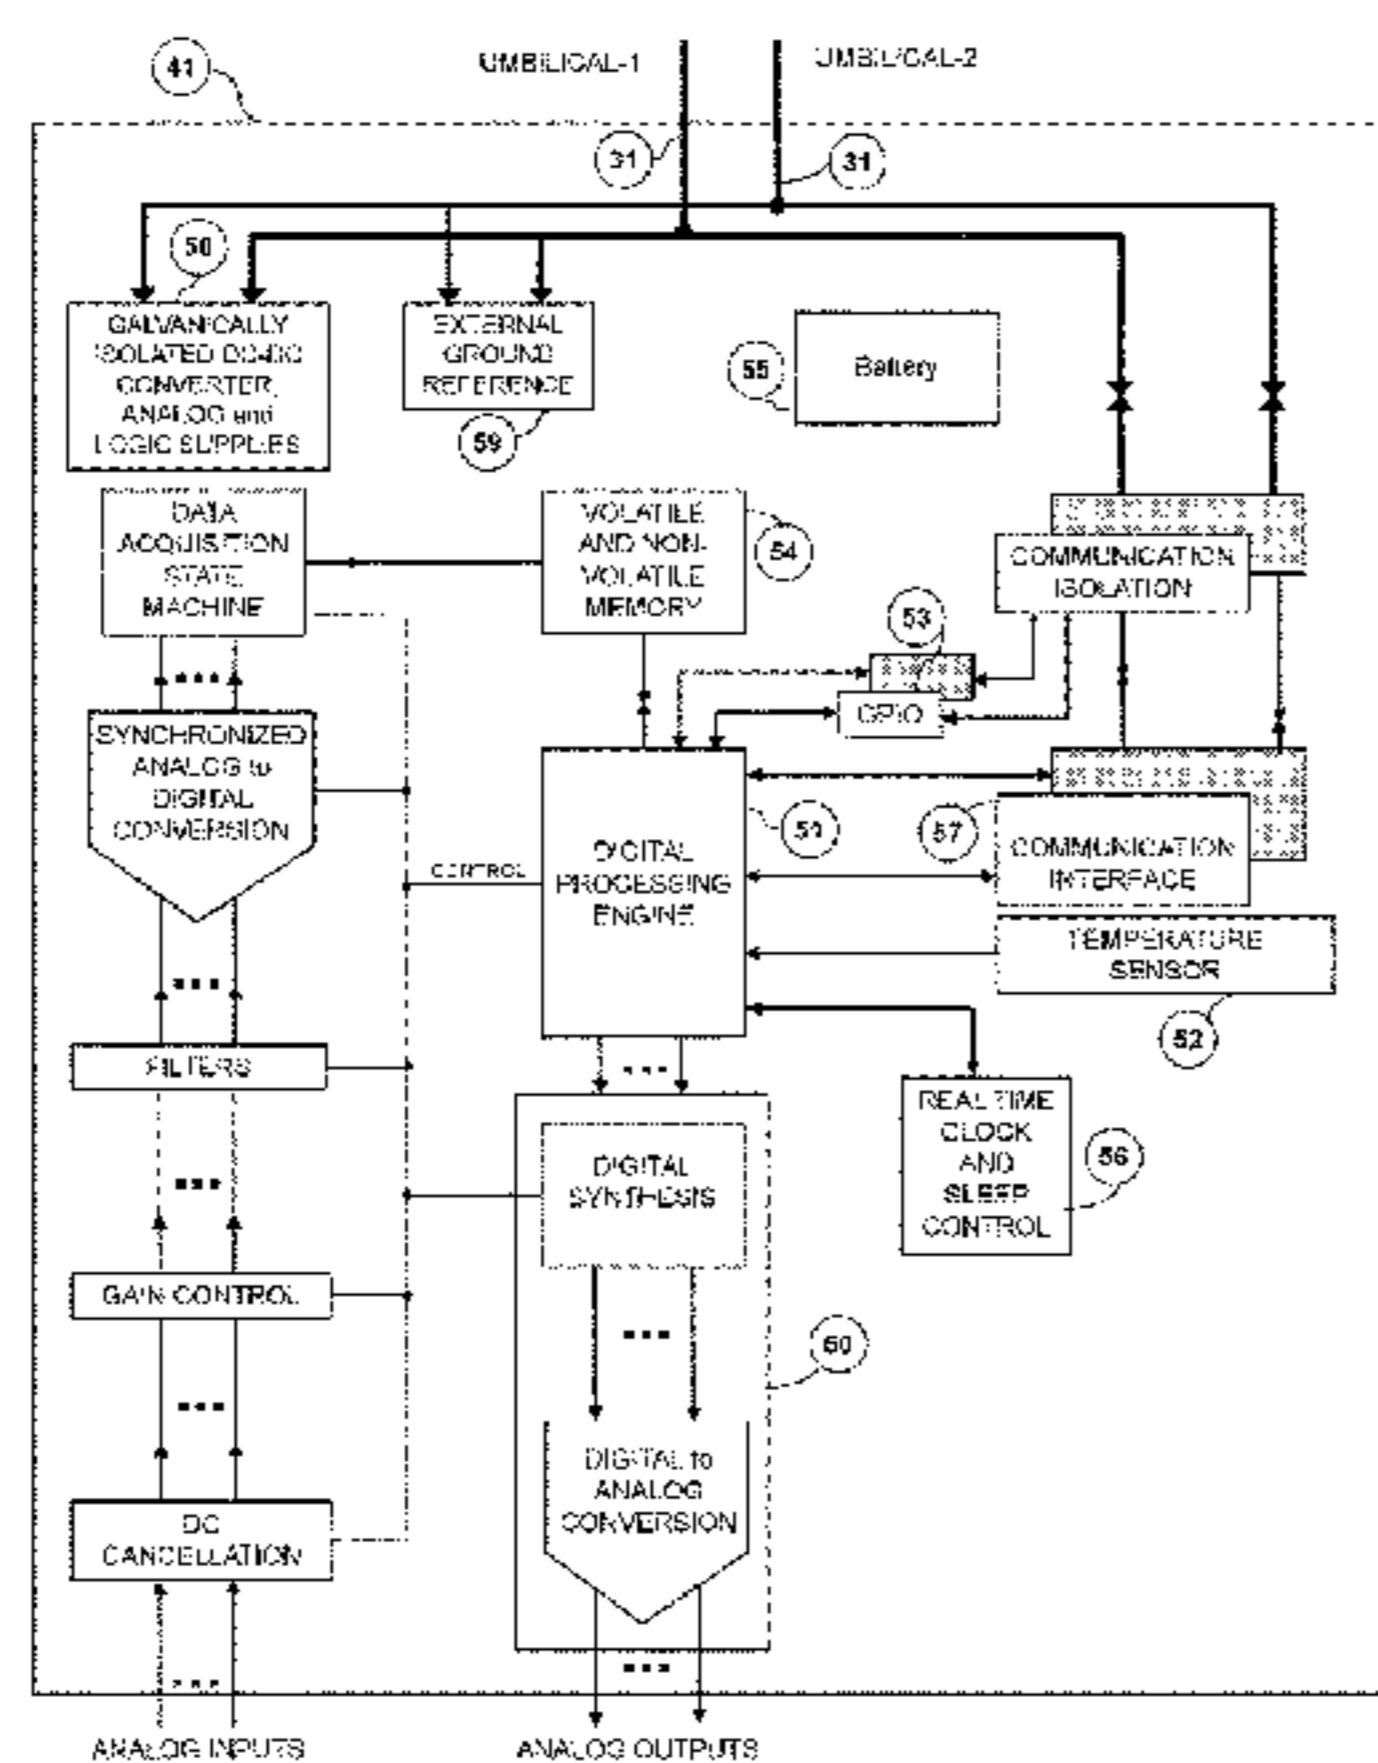 UMBILICAL-1
UMBILICAL-2
41
31
31
50
GALVANICALLY
ISOLATED DC-DC
CONVERTER,
ANALOG and
LOGIC SUPPLIES
EXTERNAL
GROUND
REFERENCE
59
55
Battery
DATA
ACQUISITION
STATE
MACHINE
VOLATILE
AND NON-
VOLATILE
MEMORY
54
COMMUNICATION
ISOLATION
53
GPIO
SYNCHRONIZED
ANALOG to
DIGITAL
CONVERSION
CONTROL
DIGITAL
PROCESSING
ENGINE
57
COMMUNICATION
INTERFACE
TEMPERATURE
SENSOR
52
FILTERS
REAL TIME
CLOCK
AND
SLEEP
CONTROL
56
DIGITAL
SYNTHESIS
GAIN CONTROL
DIGITAL to
ANALOG
CONVERSION
DC
CANCELLATION
ANALOG INPUTS
ANALOG OUTPUTS